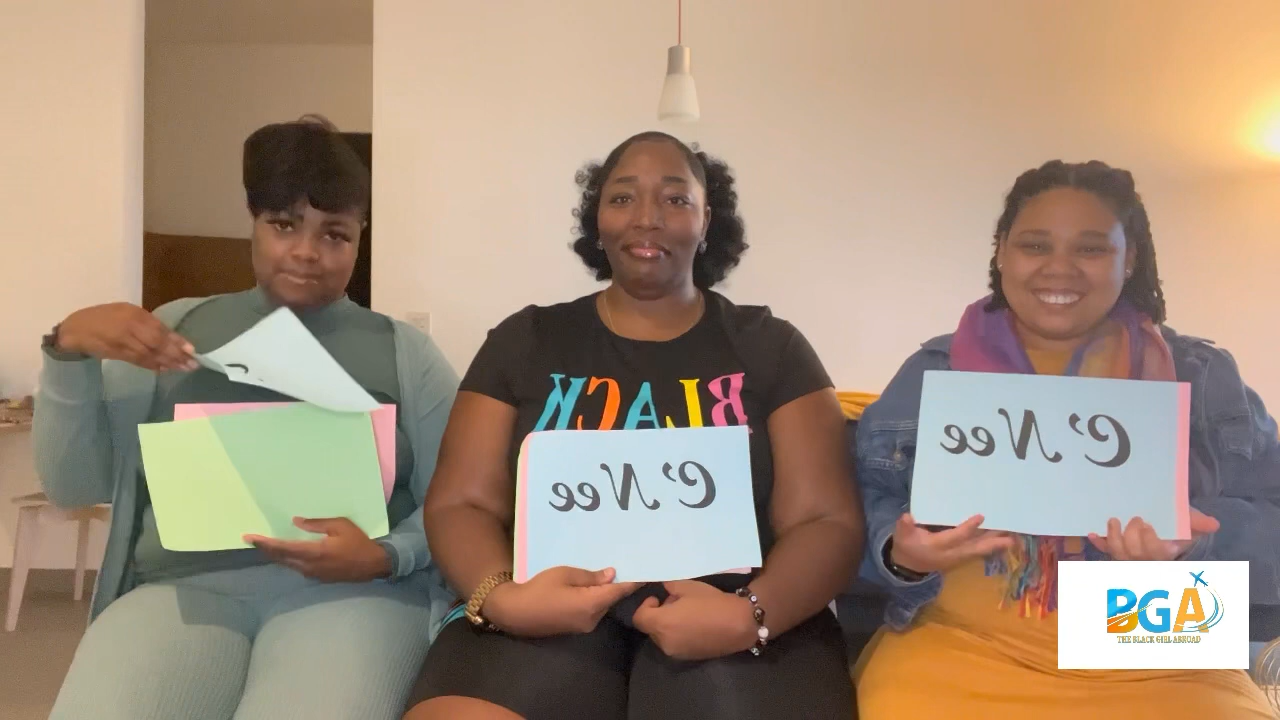 BLACK
C'Nee
C'Nee
BGA
THE BLACK GIRL ABROAD